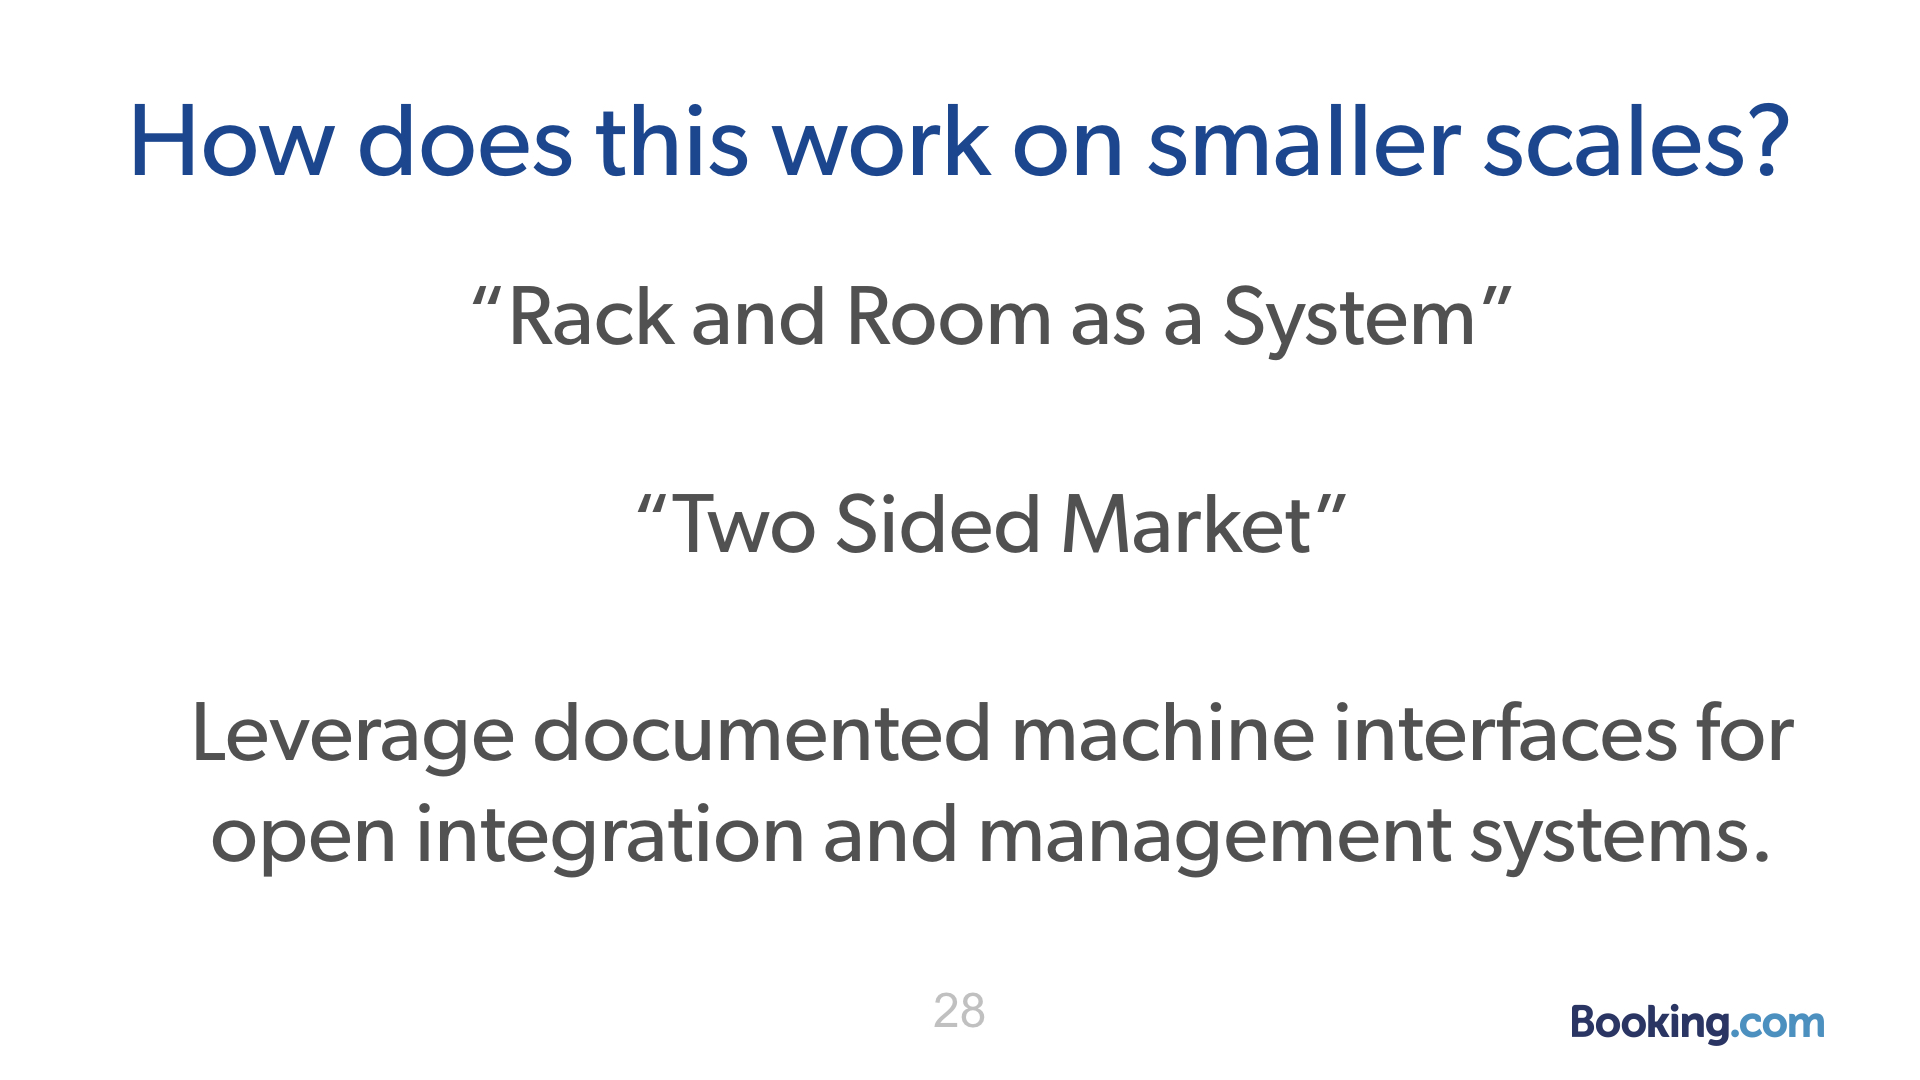 How does this work on smaller scales?
“Rack and Room as a System”
“Two Sided Market”
Leverage documented machine interfaces for
open integration and management systems.
28
Booking.com